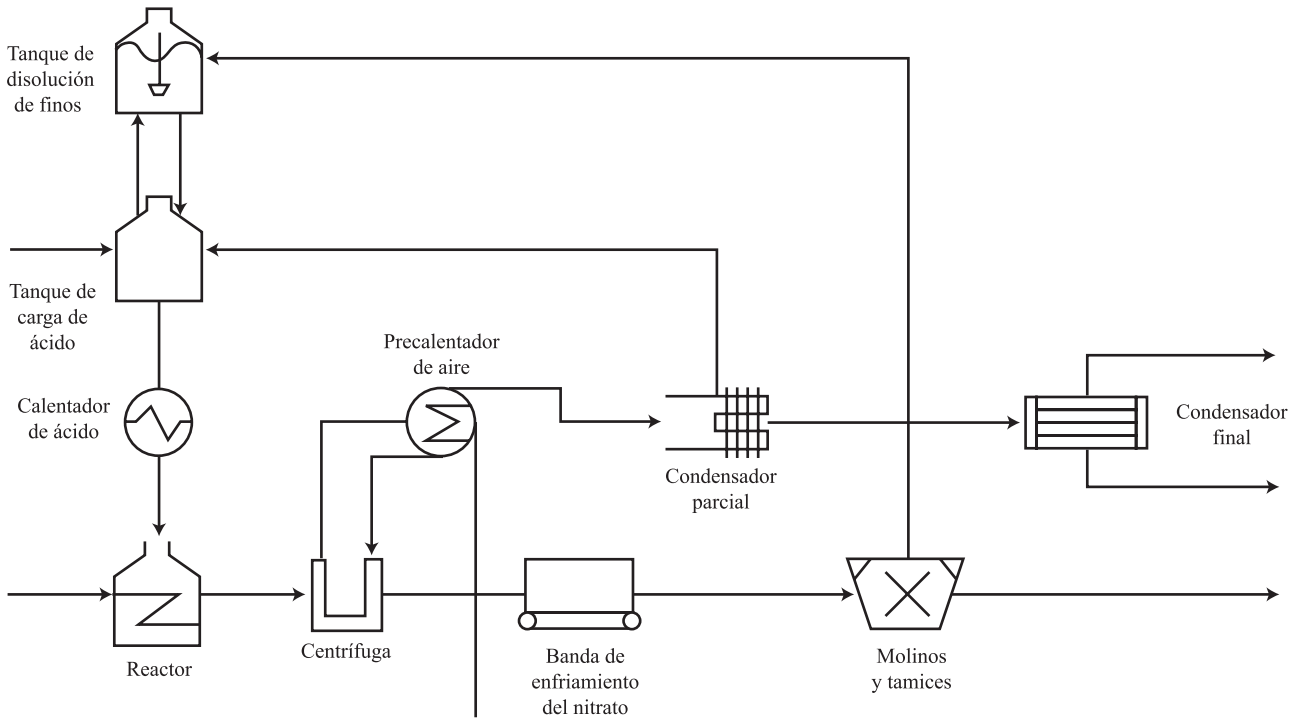 Tanque de
disolución
de finos
Tanque de
carga de
ácido
Precalentador
de aire
Calentador
de ácido
Condensador
final
Condensador
parcial
Centrífuga
Reactor
Banda de
enfriamiento
del nitrato
Molinos
y tamices